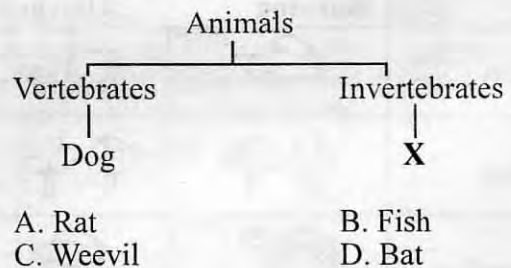 Animals
Vertebrates Invertebrates
Dog X
A. Rat B. Fish
C. Weevil D. Bat